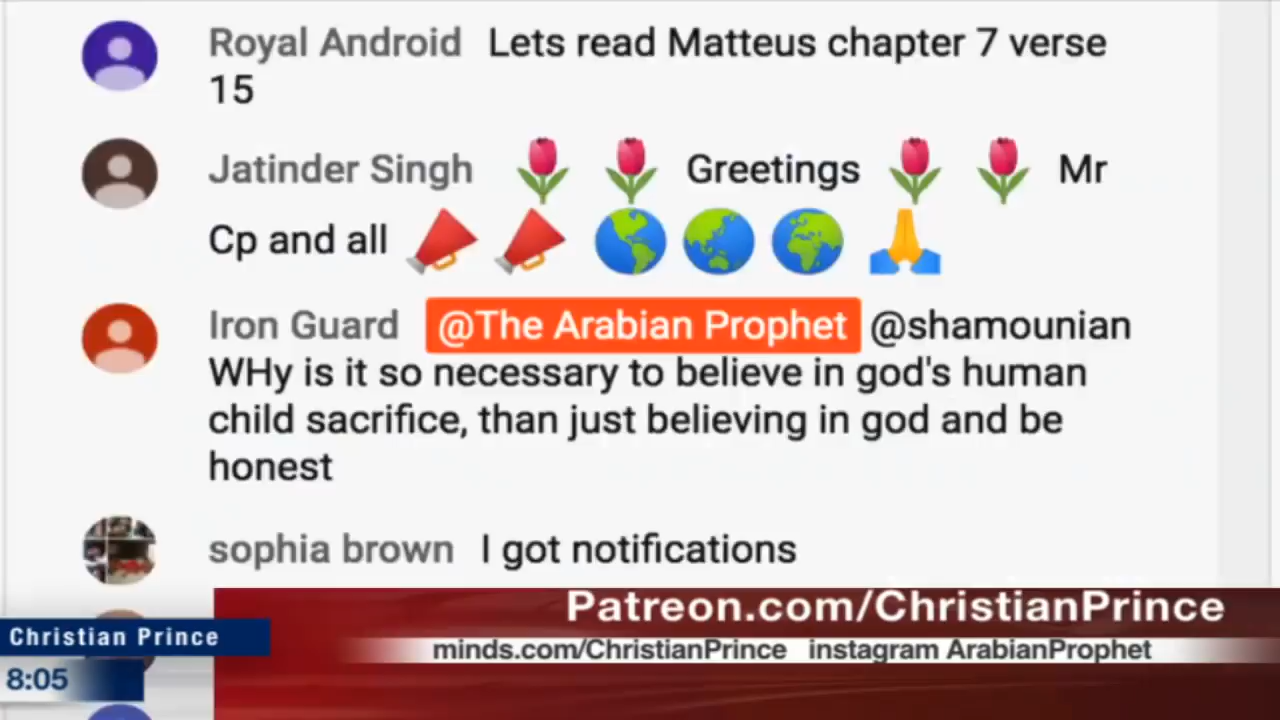 Royal Android Lets read Matteus chapter 7 verse
15
Jatinder Singh Greetings Mr
Cp and all
Iron Guard @The Arabian Prophet @shamounian
WHy is it so necessary to believe in god's human
child sacrifice, than just believing in god and be
honest
sophia brown I got notifications
Patreon.com/ChristianPrince
Christian Prince
minds.com/ChristianPrince instagram ArabianProphet
8:05